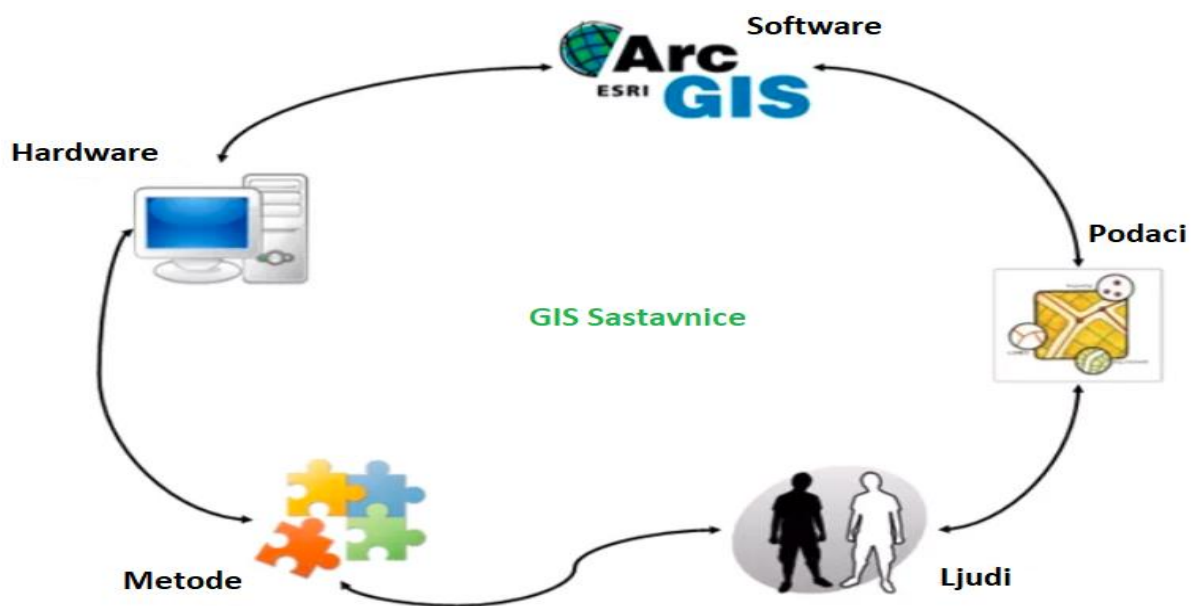 Software
Arc
ESRI GIS
Hardware
Podaci
GIS Sastavnice
Metode
Ljudi